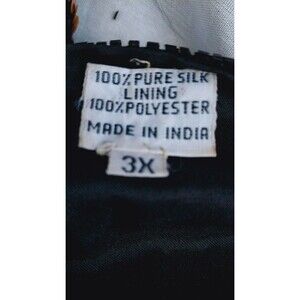 100% PURE SILK
LINING
100% POLYESTER
MADE IN INDIA
3X